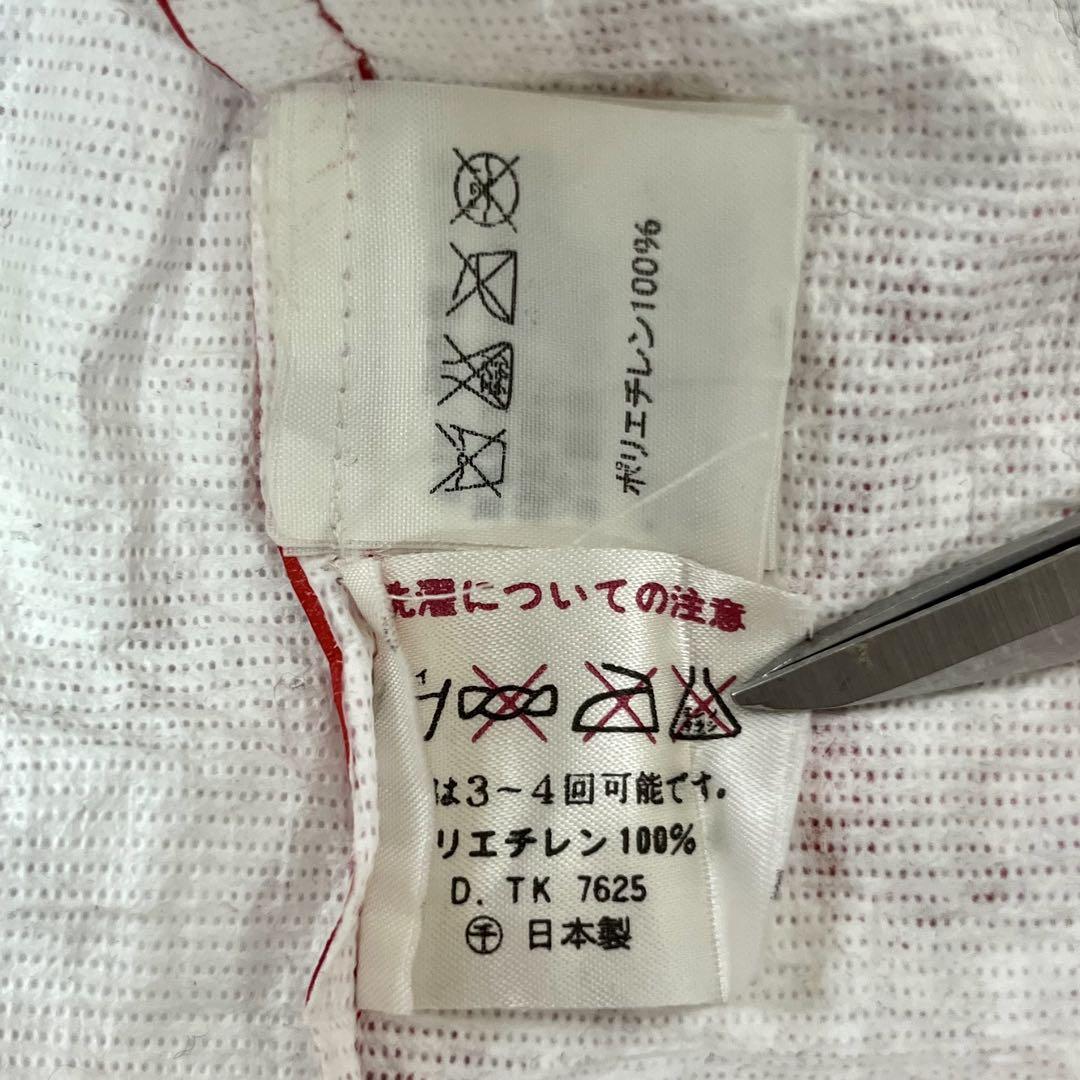 ポリエチレン100%
洗濯についての注意
は3〜4回可能です。
リエチレン100%
D. TK 7625
㊩ 日本製